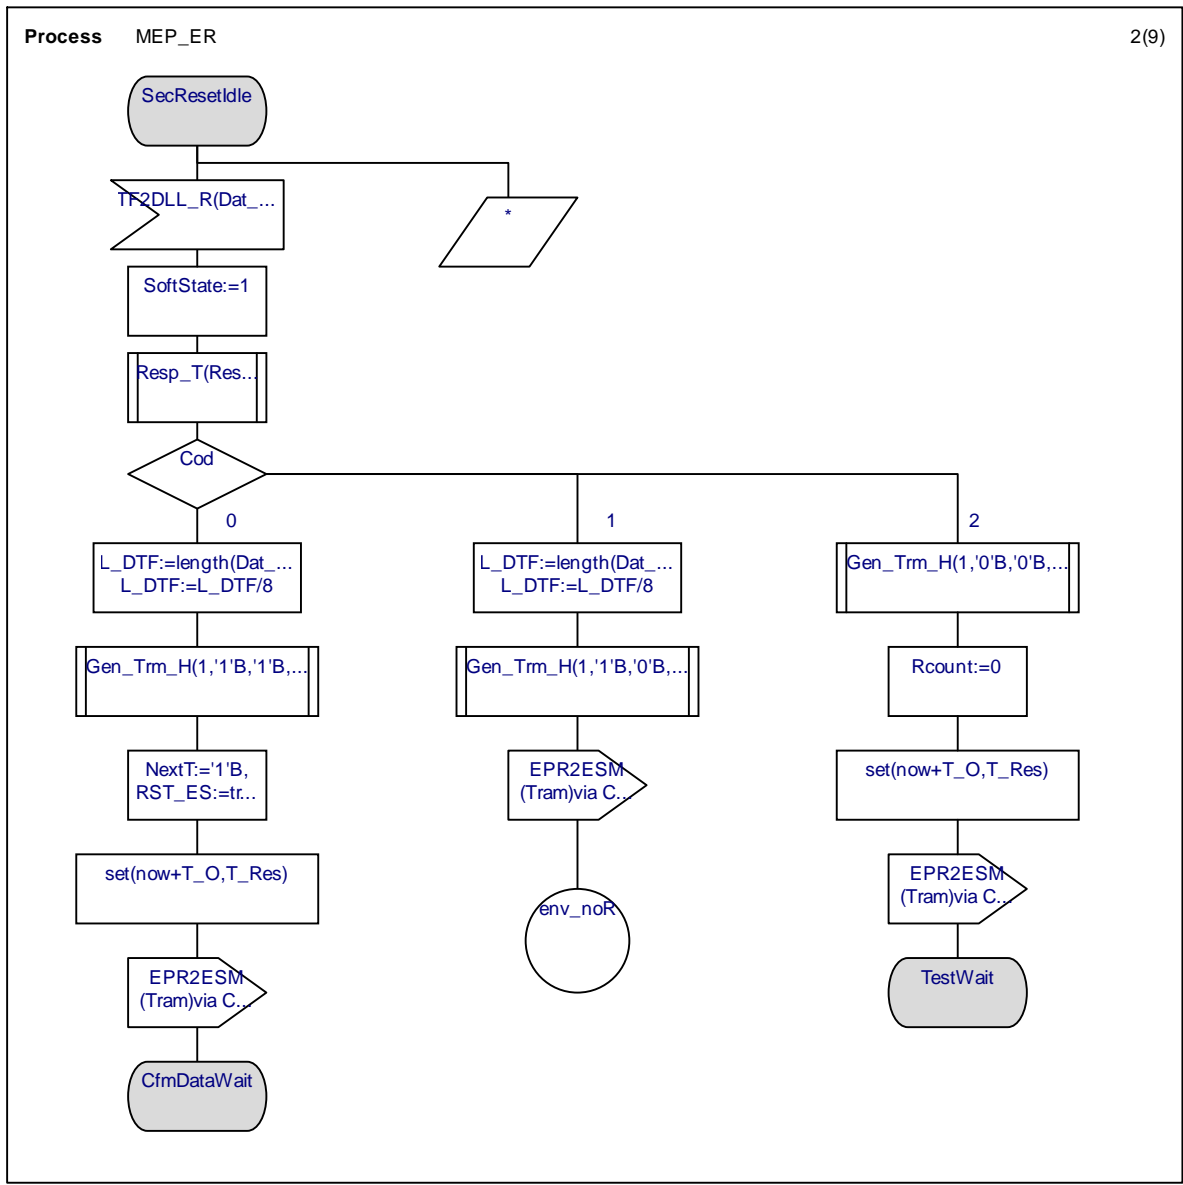 Process MEP_ER 2(9)
SecResetIdle
TF2DLL_R(Dat_...
*
SoftState:=1
Resp_T(Res...
Cod
0
1
2
L_DTF:=length(Dat_...
L_DTF:=L_DTF/8
L_DTF:=length(Dat_...
L_DTF:=L_DTF/8
Gen_Trm_H(1,'0'B,'0'B,...
Gen_Trm_H(1,'1'B,'1'B,...
Gen_Trm_H(1,'1'B,'0'B,...
Rcount:=0
NextT:='1'B,
RST_ES:=tr...
EPR2ESM
(Tram)via C...
set(now+T_O,T_Res)
set(now+T_O,T_Res)
env_noR
EPR2ESM
(Tram)via C...
EPR2ESM
(Tram)via C...
TestWait
CfmDataWait